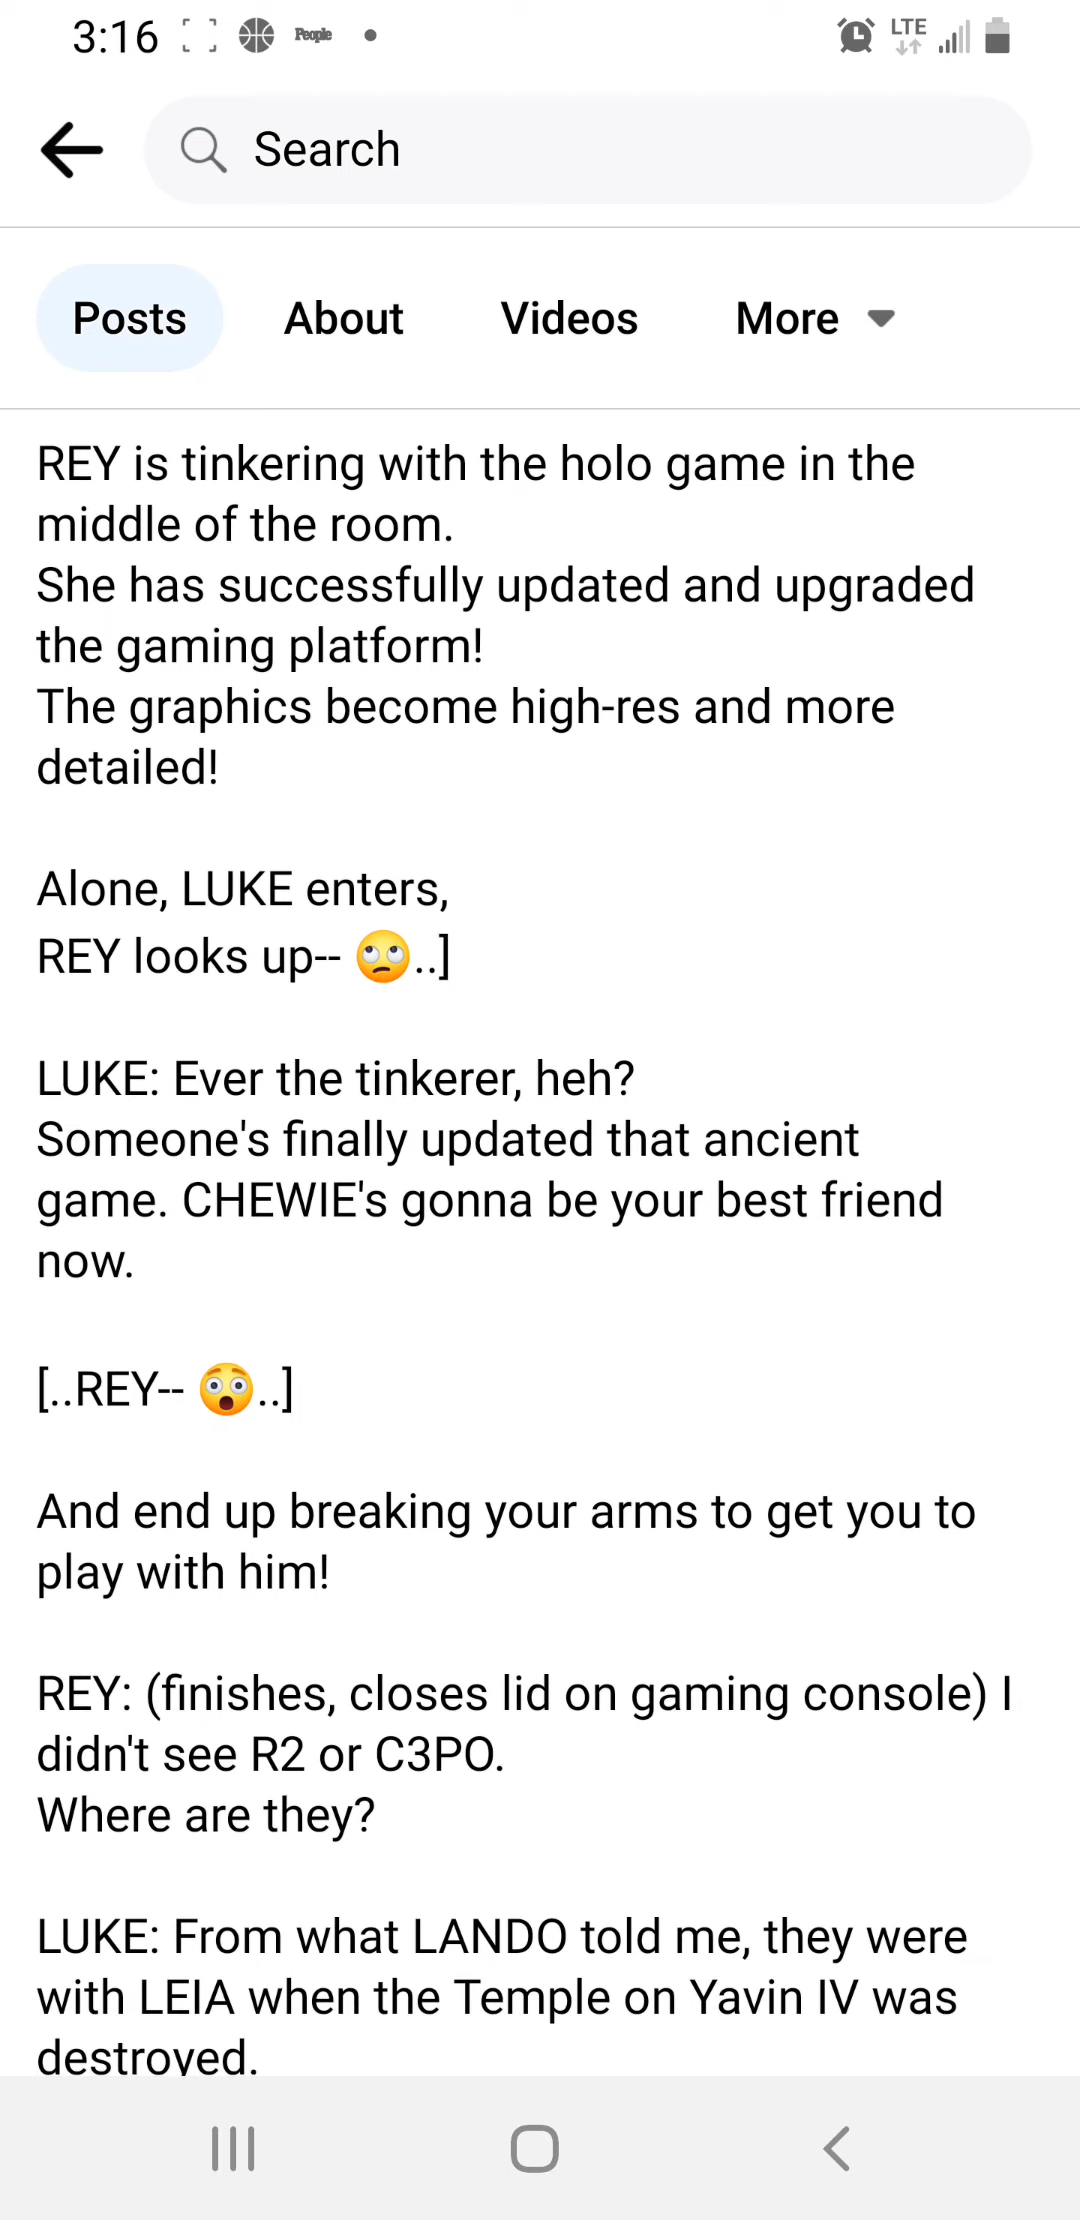 3:16 People LTE
Search
Posts About Videos More
REY is tinkering with the holo game in the
middle of the room.
She has successfully updated and upgraded
the gaming platform!
The graphics become high-res and more
detailed!
Alone, LUKE enters,
REY looks up-- 🙄..]
LUKE: Ever the tinkerer, heh?
Someone's finally updated that ancient
game. CHEWIE's gonna be your best friend
now.
[..REY-- 😲..]
And end up breaking your arms to get you to
play with him!
REY: (finishes, closes lid on gaming console) I
didn't see R2 or C3PO.
Where are they?
LUKE: From what LANDO told me, they were
with LEIA when the Temple on Yavin IV was
destroyed.